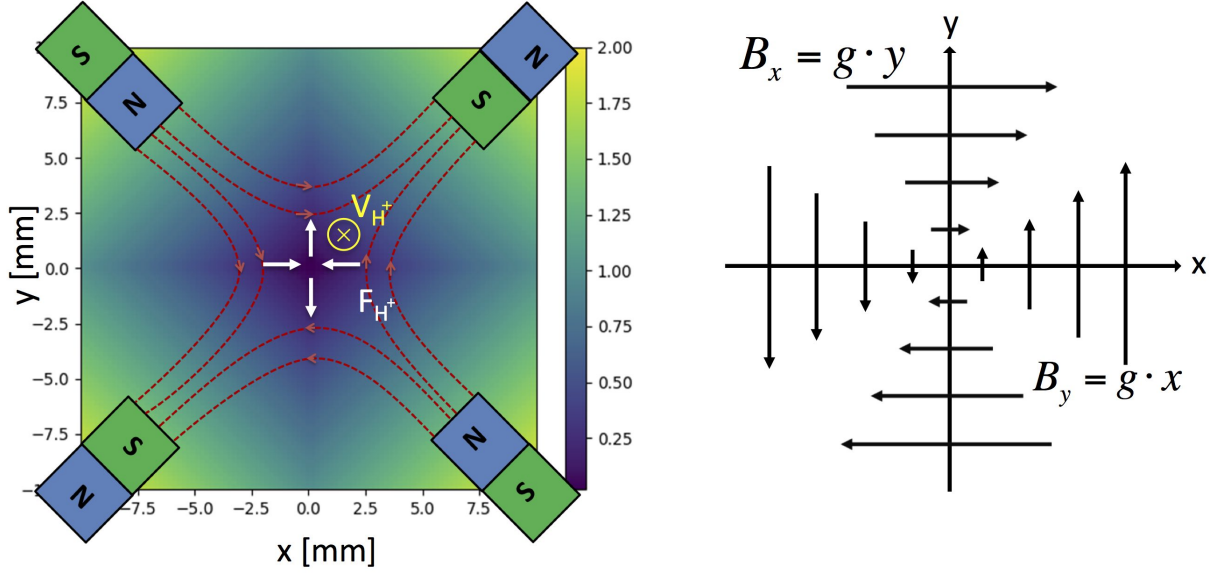 S
N
N
S
2.00
1.75
1.50
1.25
1.00
0.75
0.50
0.25
7.5
5.0
2.5
0.0
−2.5
−5.0
−7.5
y [mm]
V_H⁺
F_H⁺
S
N
N
S
−7.5 −5.0 −2.5 0.0 2.5 5.0 7.5
x [mm]
y
B_x = g · y
x
B_y = g · x